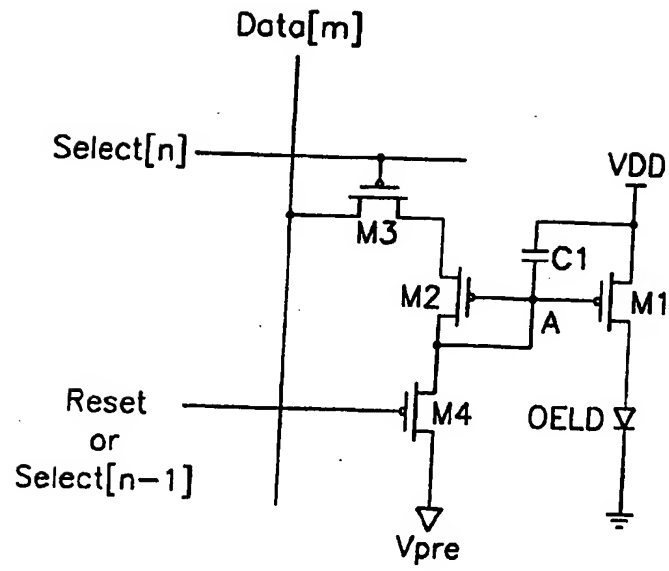 Data[m]
Select[n]
VDD
M3
C1
M2
M1
A
Reset
or
Select[n-1]
M4
OELD
Vpre